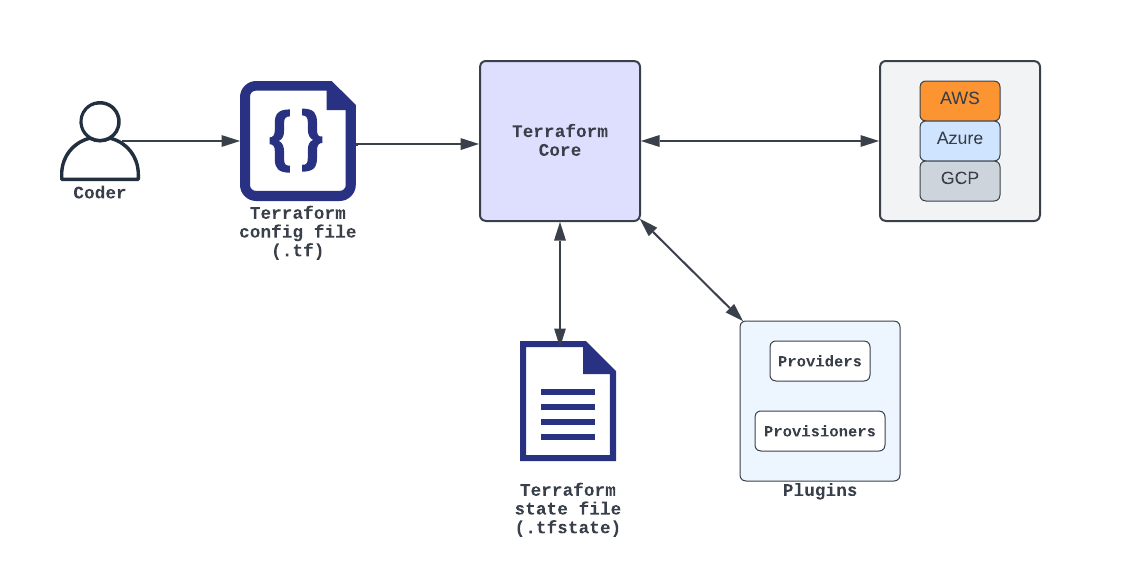 Coder
{}
Terraform
config file
(.tf)
Terraform
Core
AWS
Azure
GCP
Terraform
state file
(.tfstate)
Providers
Provisioners
Plugins